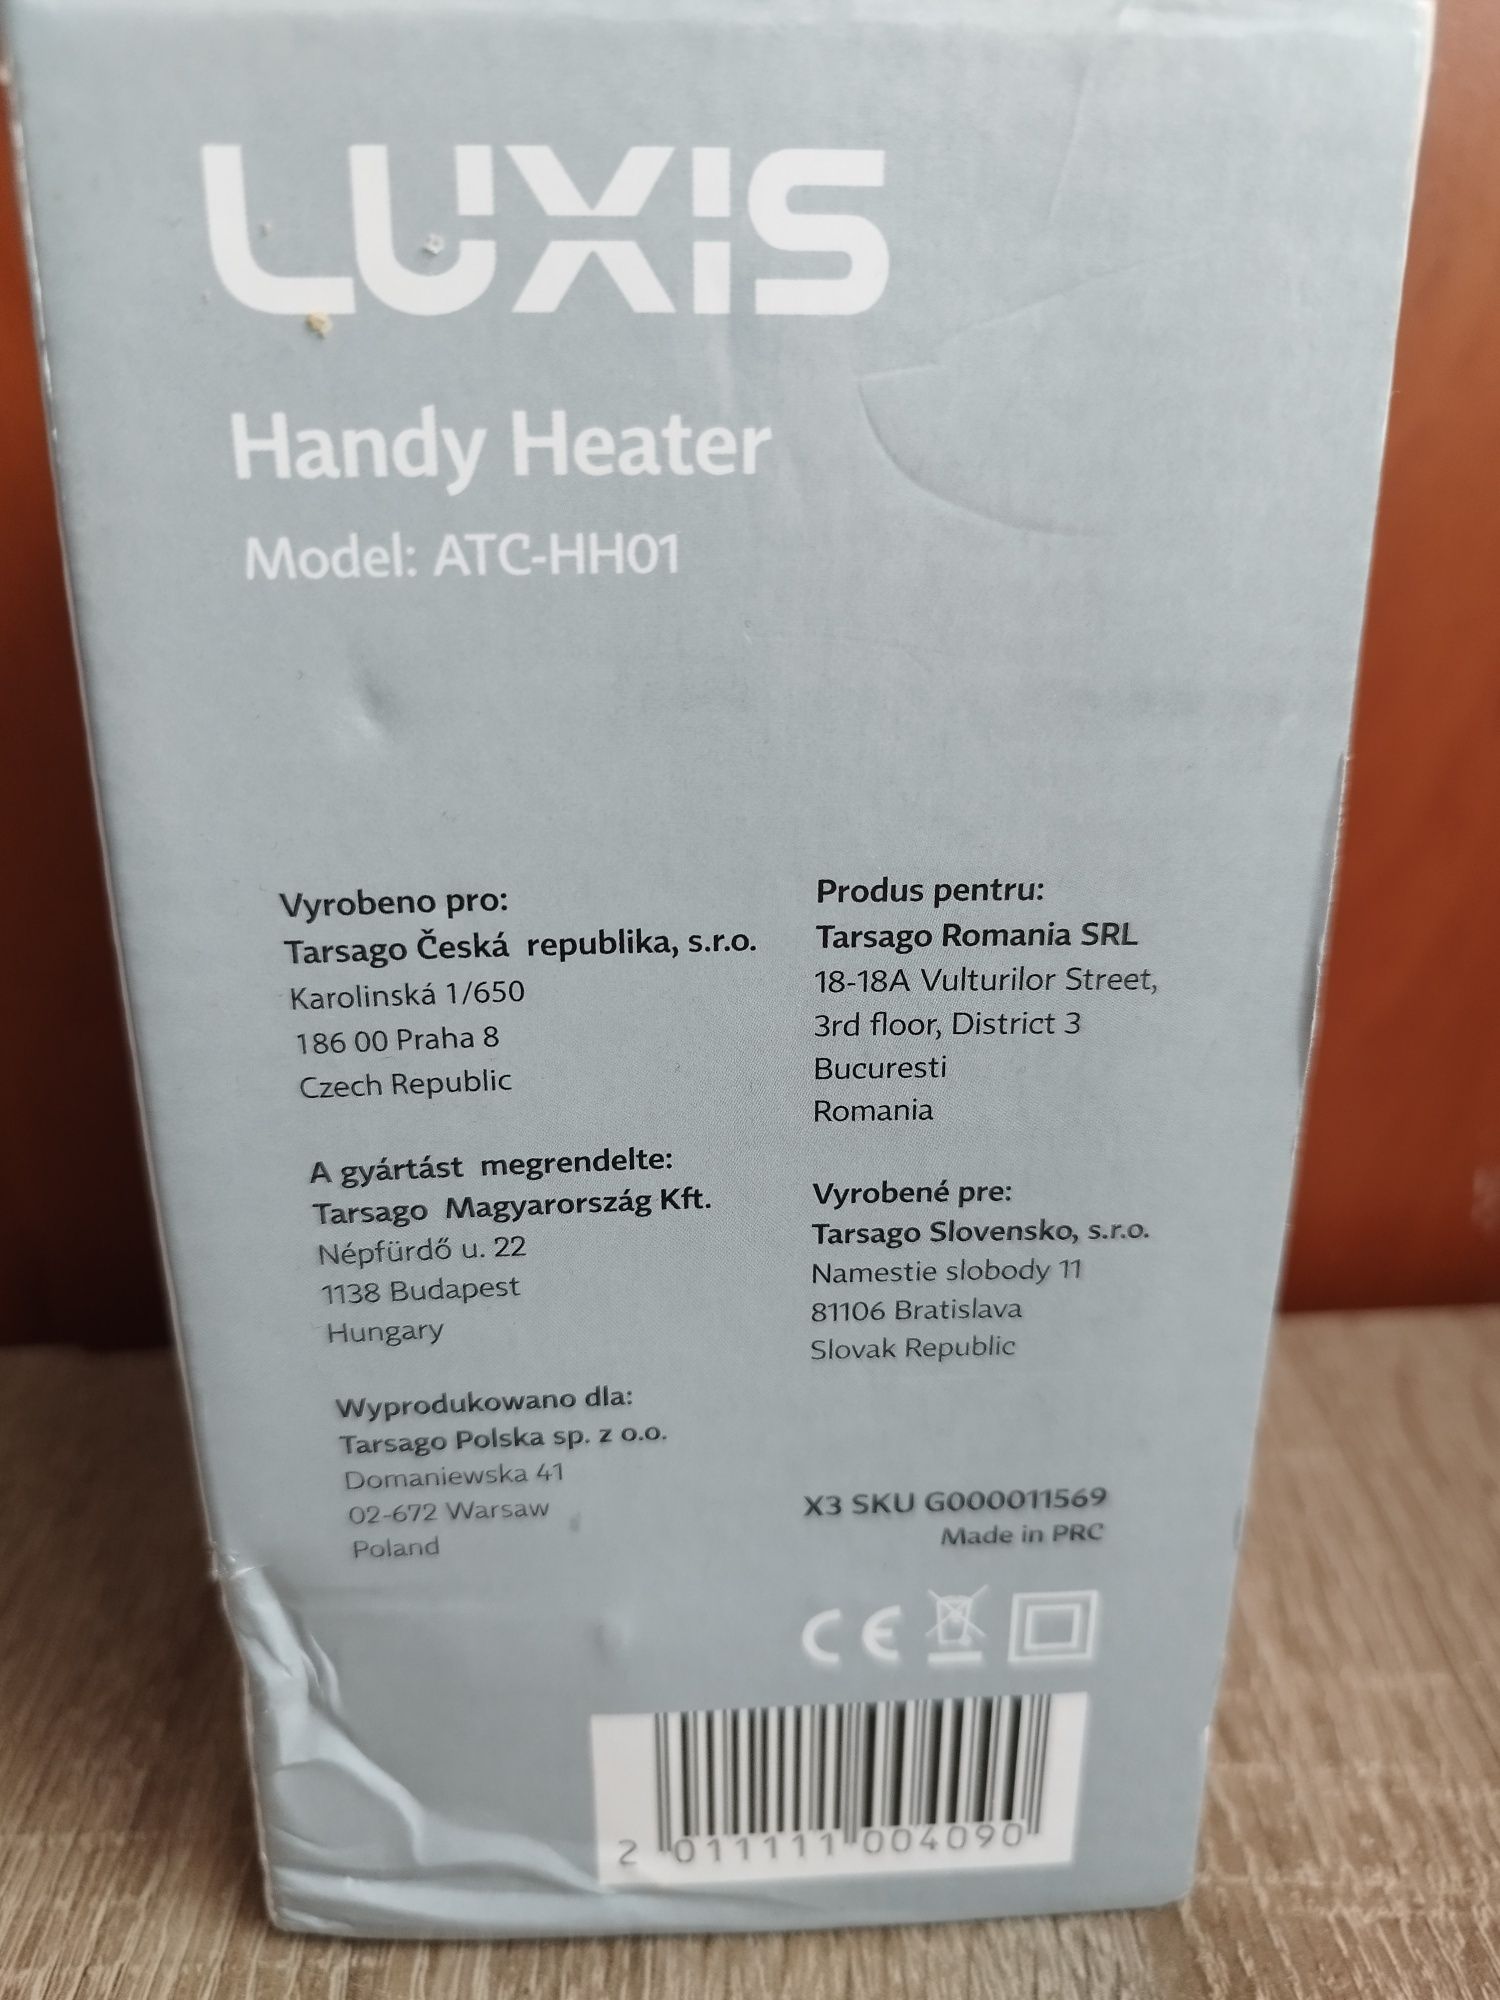 LUXIS
Handy Heater
Model: ATC-HH01
Vyrobeno pro:
Tarsago Česká republika, s.r.o.
Karolinská 1/650
186 00 Praha 8
Czech Republic
A gyártást megrendelte:
Tarsago Magyarország Kft.
Népfürdő u. 22
1138 Budapest
Hungary
Wyprodukowano dla:
Tarsago Polska sp. z o.o.
Domaniewska 41
02-672 Warsaw
Poland
Produs pentru:
Tarsago Romania SRL
18-18A Vulturilor Street,
3rd floor, District 3
Bucuresti
Romania
Vyrobené pre:
Tarsago Slovensko, s.r.o.
Namestie slobody 11
81106 Bratislava
Slovak Republic
X3 SKU G000011569
Made in PRC
CE
2 011111 004090